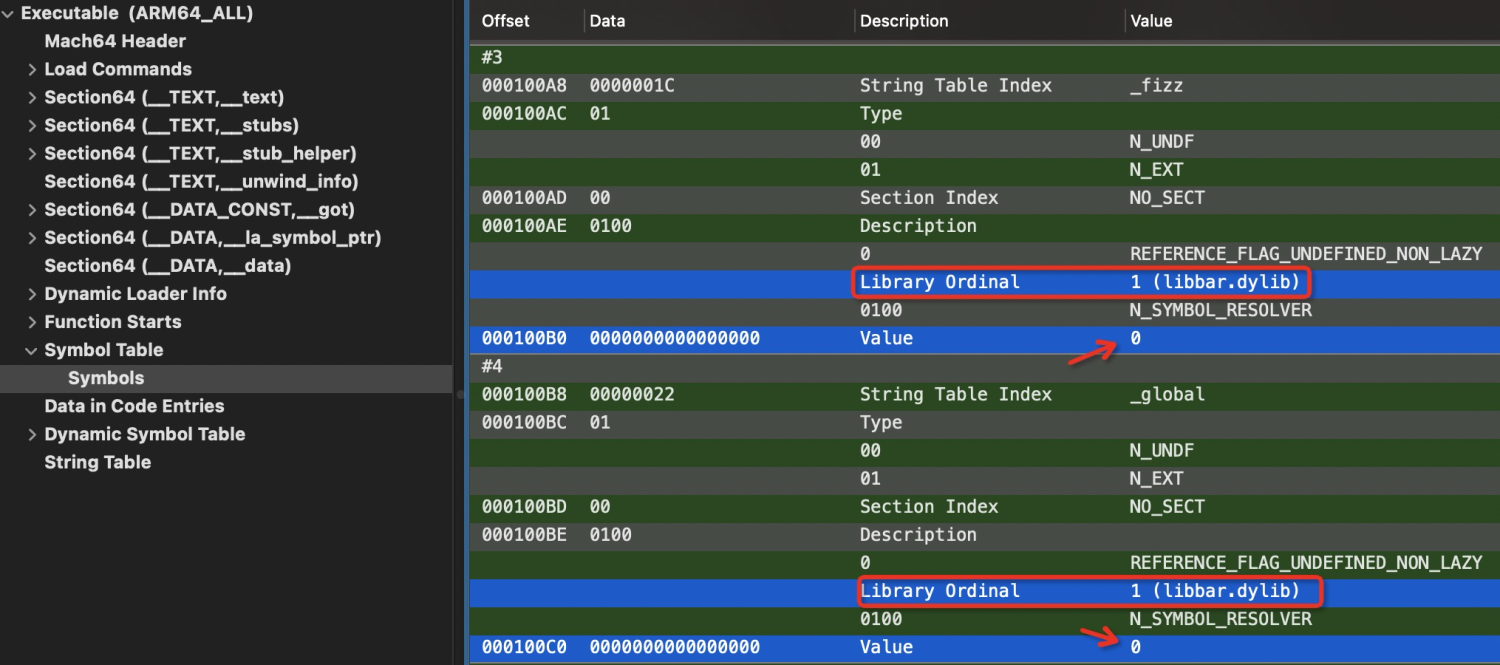 Executable (ARM64_ALL)
Mach64 Header
Load Commands
Section64 (__TEXT,__text)
Section64 (__TEXT,__stubs)
Section64 (__TEXT,__stub_helper)
Section64 (__TEXT,__unwind_info)
Section64 (__DATA_CONST,__got)
Section64 (__DATA,__la_symbol_ptr)
Section64 (__DATA,__data)
Dynamic Loader Info
Function Starts
Symbol Table
Symbols
Data in Code Entries
Dynamic Symbol Table
String Table
Offset Data Description Value
#3
000100A8 0000001C String Table Index _fizz
000100AC 01 Type
00 N_UNDF
01 N_EXT
000100AD 00 Section Index NO_SECT
000100AE 0100 Description
0 REFERENCE_FLAG_UNDEFINED_NON_LAZY
Library Ordinal 1 (libbar.dylib)
0100 N_SYMBOL_RESOLVER
000100B0 0000000000000000 Value 0
#4
000100B8 00000022 String Table Index _global
000100BC 01 Type
00 N_UNDF
01 N_EXT
000100BD 00 Section Index NO_SECT
000100BE 0100 Description
0 REFERENCE_FLAG_UNDEFINED_NON_LAZY
Library Ordinal 1 (libbar.dylib)
0100 N_SYMBOL_RESOLVER
000100C0 0000000000000000 Value 0